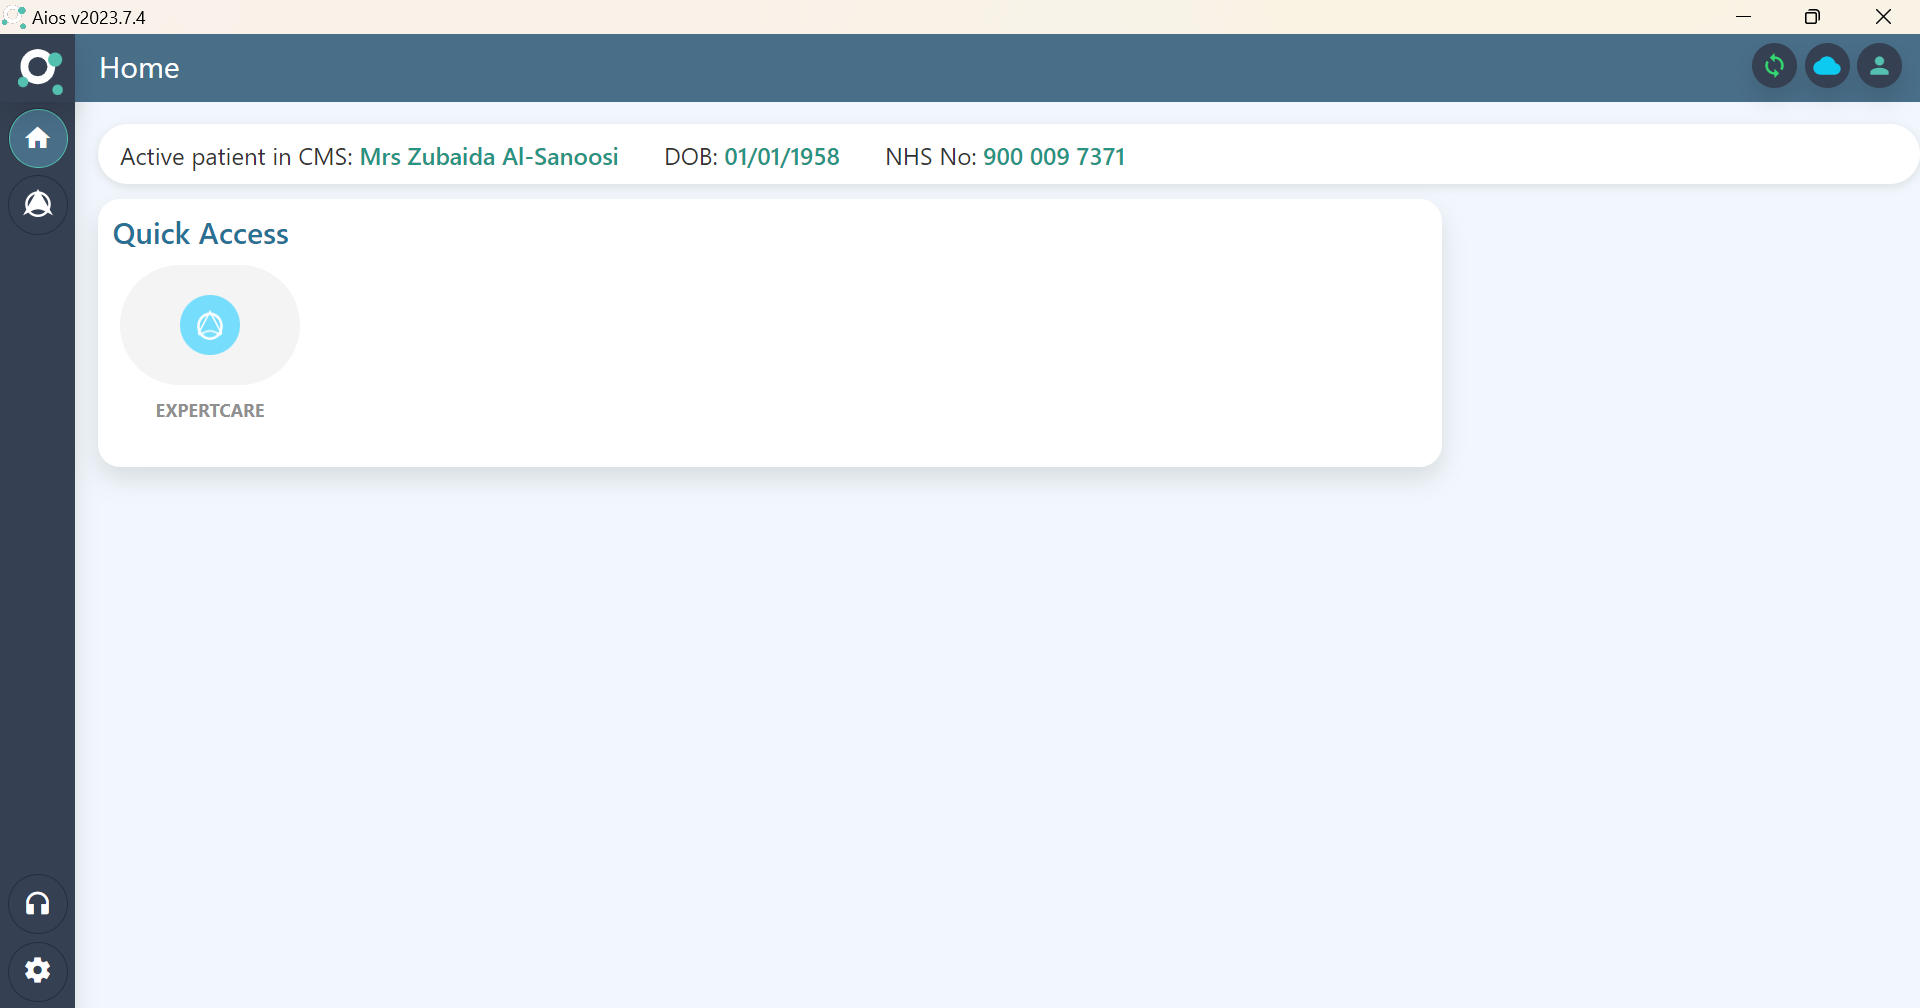 Aios v2023.7.4
Home
Active patient in CMS: Mrs Zubaida Al-Sanoosi DOB: 01/01/1958 NHS No: 900 009 7371
Quick Access
EXPERTCARE